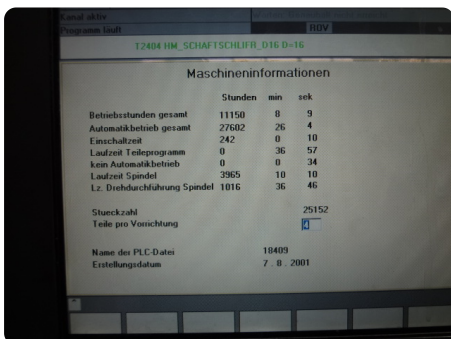 Kanal aktiv
Programm läuft ROV
T2404 HM_SCHAFTSCHLIFR_D16 D=16
Maschineninformationen
Stunden min sek
Betriebsstunden gesamt 11150 8 9
Automatikbetrieb gesamt 27602 26 4
Einschaltzeit 242 0 10
Laufzeit Teileprogramm 0 36 57
kein Automatikbetrieb 0 0 34
Laufzeit Spindel 3965 10 10
Lz. Drehdurchführung Spindel 1016 36 46
Stueckzahl 25152
Teile pro Vorrichtung 4
Name der PLC-Datei 18409
Erstellungsdatum 7 . 8 . 2001